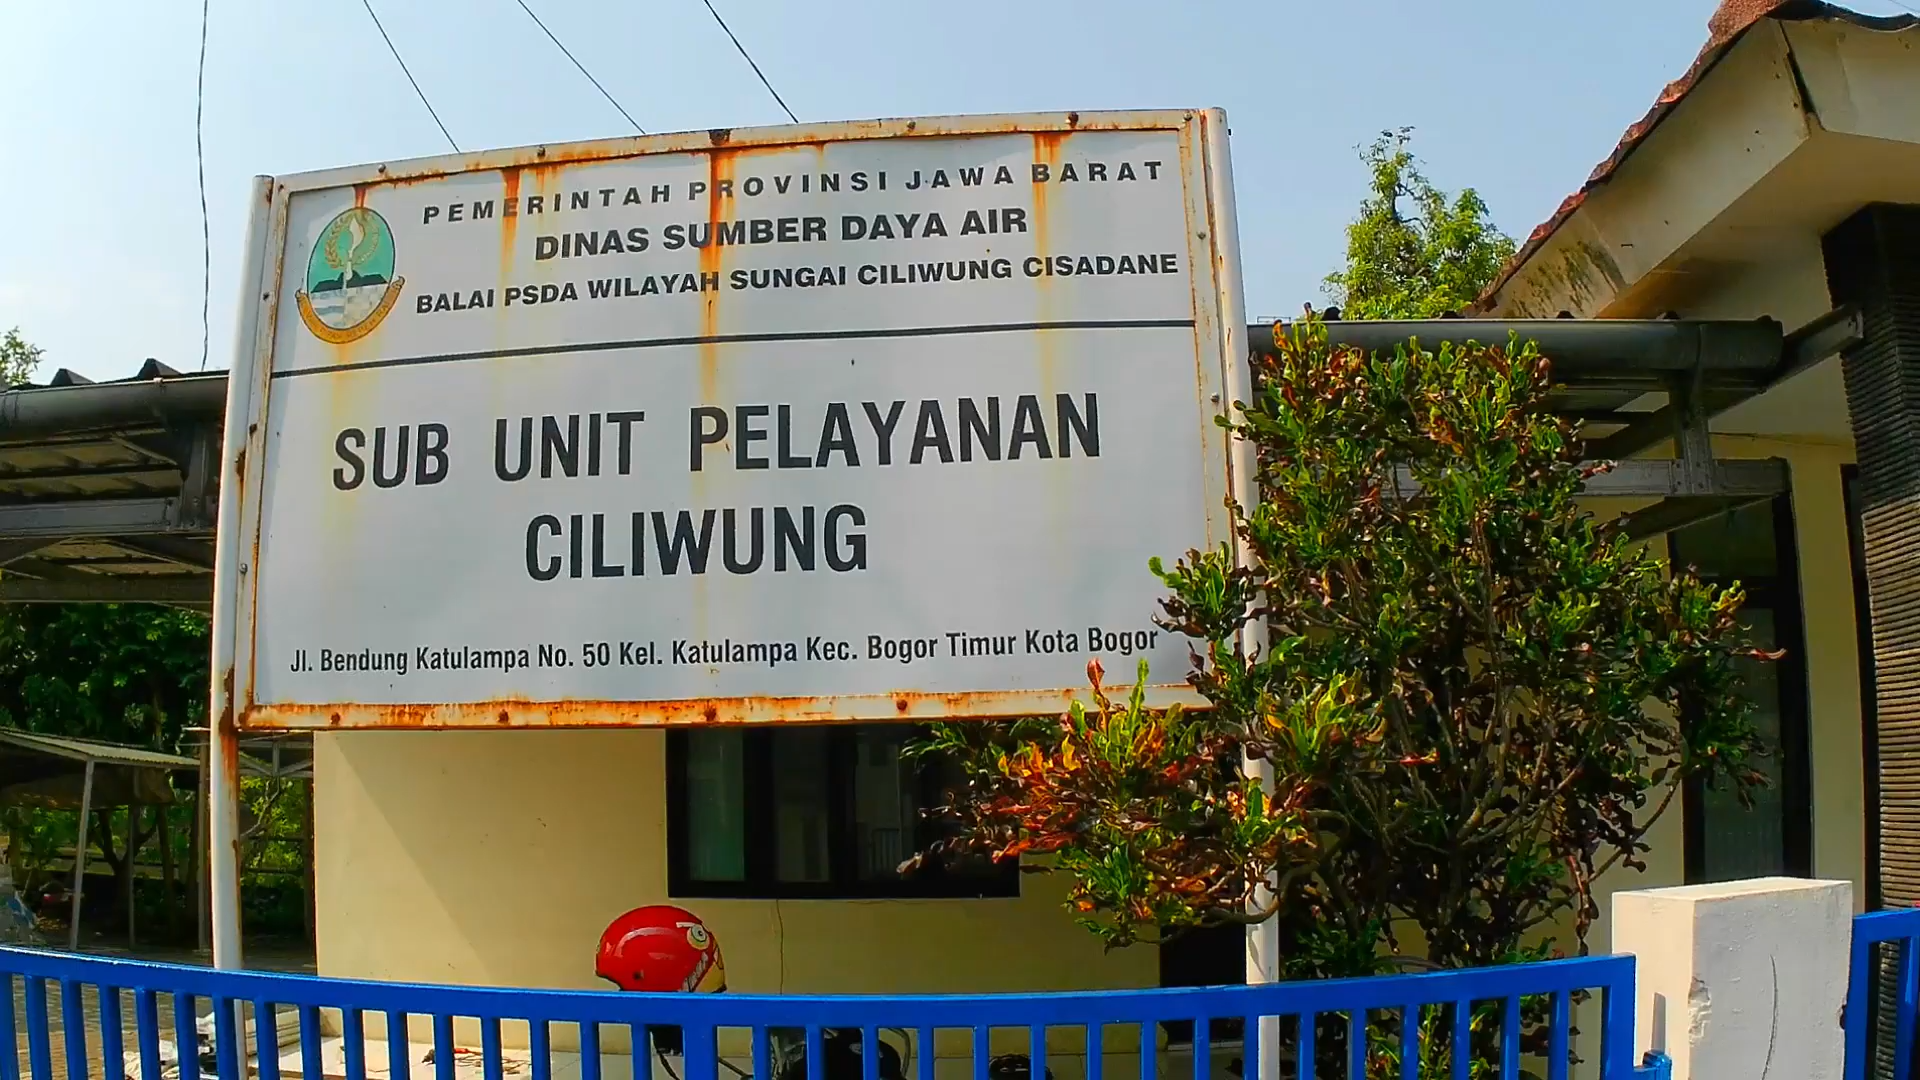 PEMERINTAH PROVINSI JAWA BARAT
DINAS SUMBER DAYA AIR
BALAI PSDA WILAYAH SUNGAI CILIWUNG CISADANE
SUB UNIT PELAYANAN
CILIWUNG
Jl. Bendung Katulampa No. 50 Kel. Katulampa Kec. Bogor Timur Kota Bogor